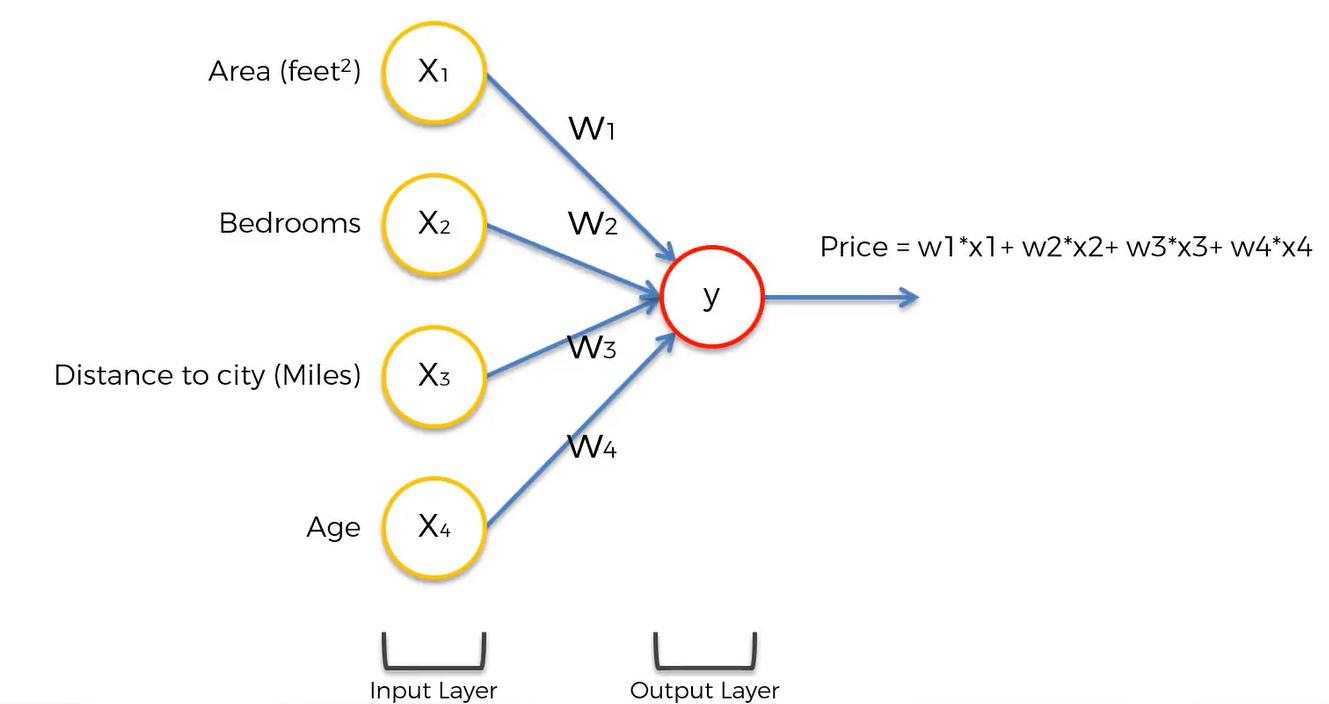 Area (feet²)
X1
W1
Bedrooms
X2
W2
Price = w1*x1+ w2*x2+ w3*x3+ w4*x4
y
Distance to city (Miles)
X3
W3
Age
X4
W4
Input Layer
Output Layer